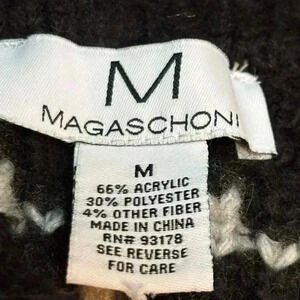 M
MAGASCHONI
M
66% ACRYLIC
30% POLYESTER
4% OTHER FIBER
MADE IN CHINA
RN# 93178
SEE REVERSE
FOR CARE